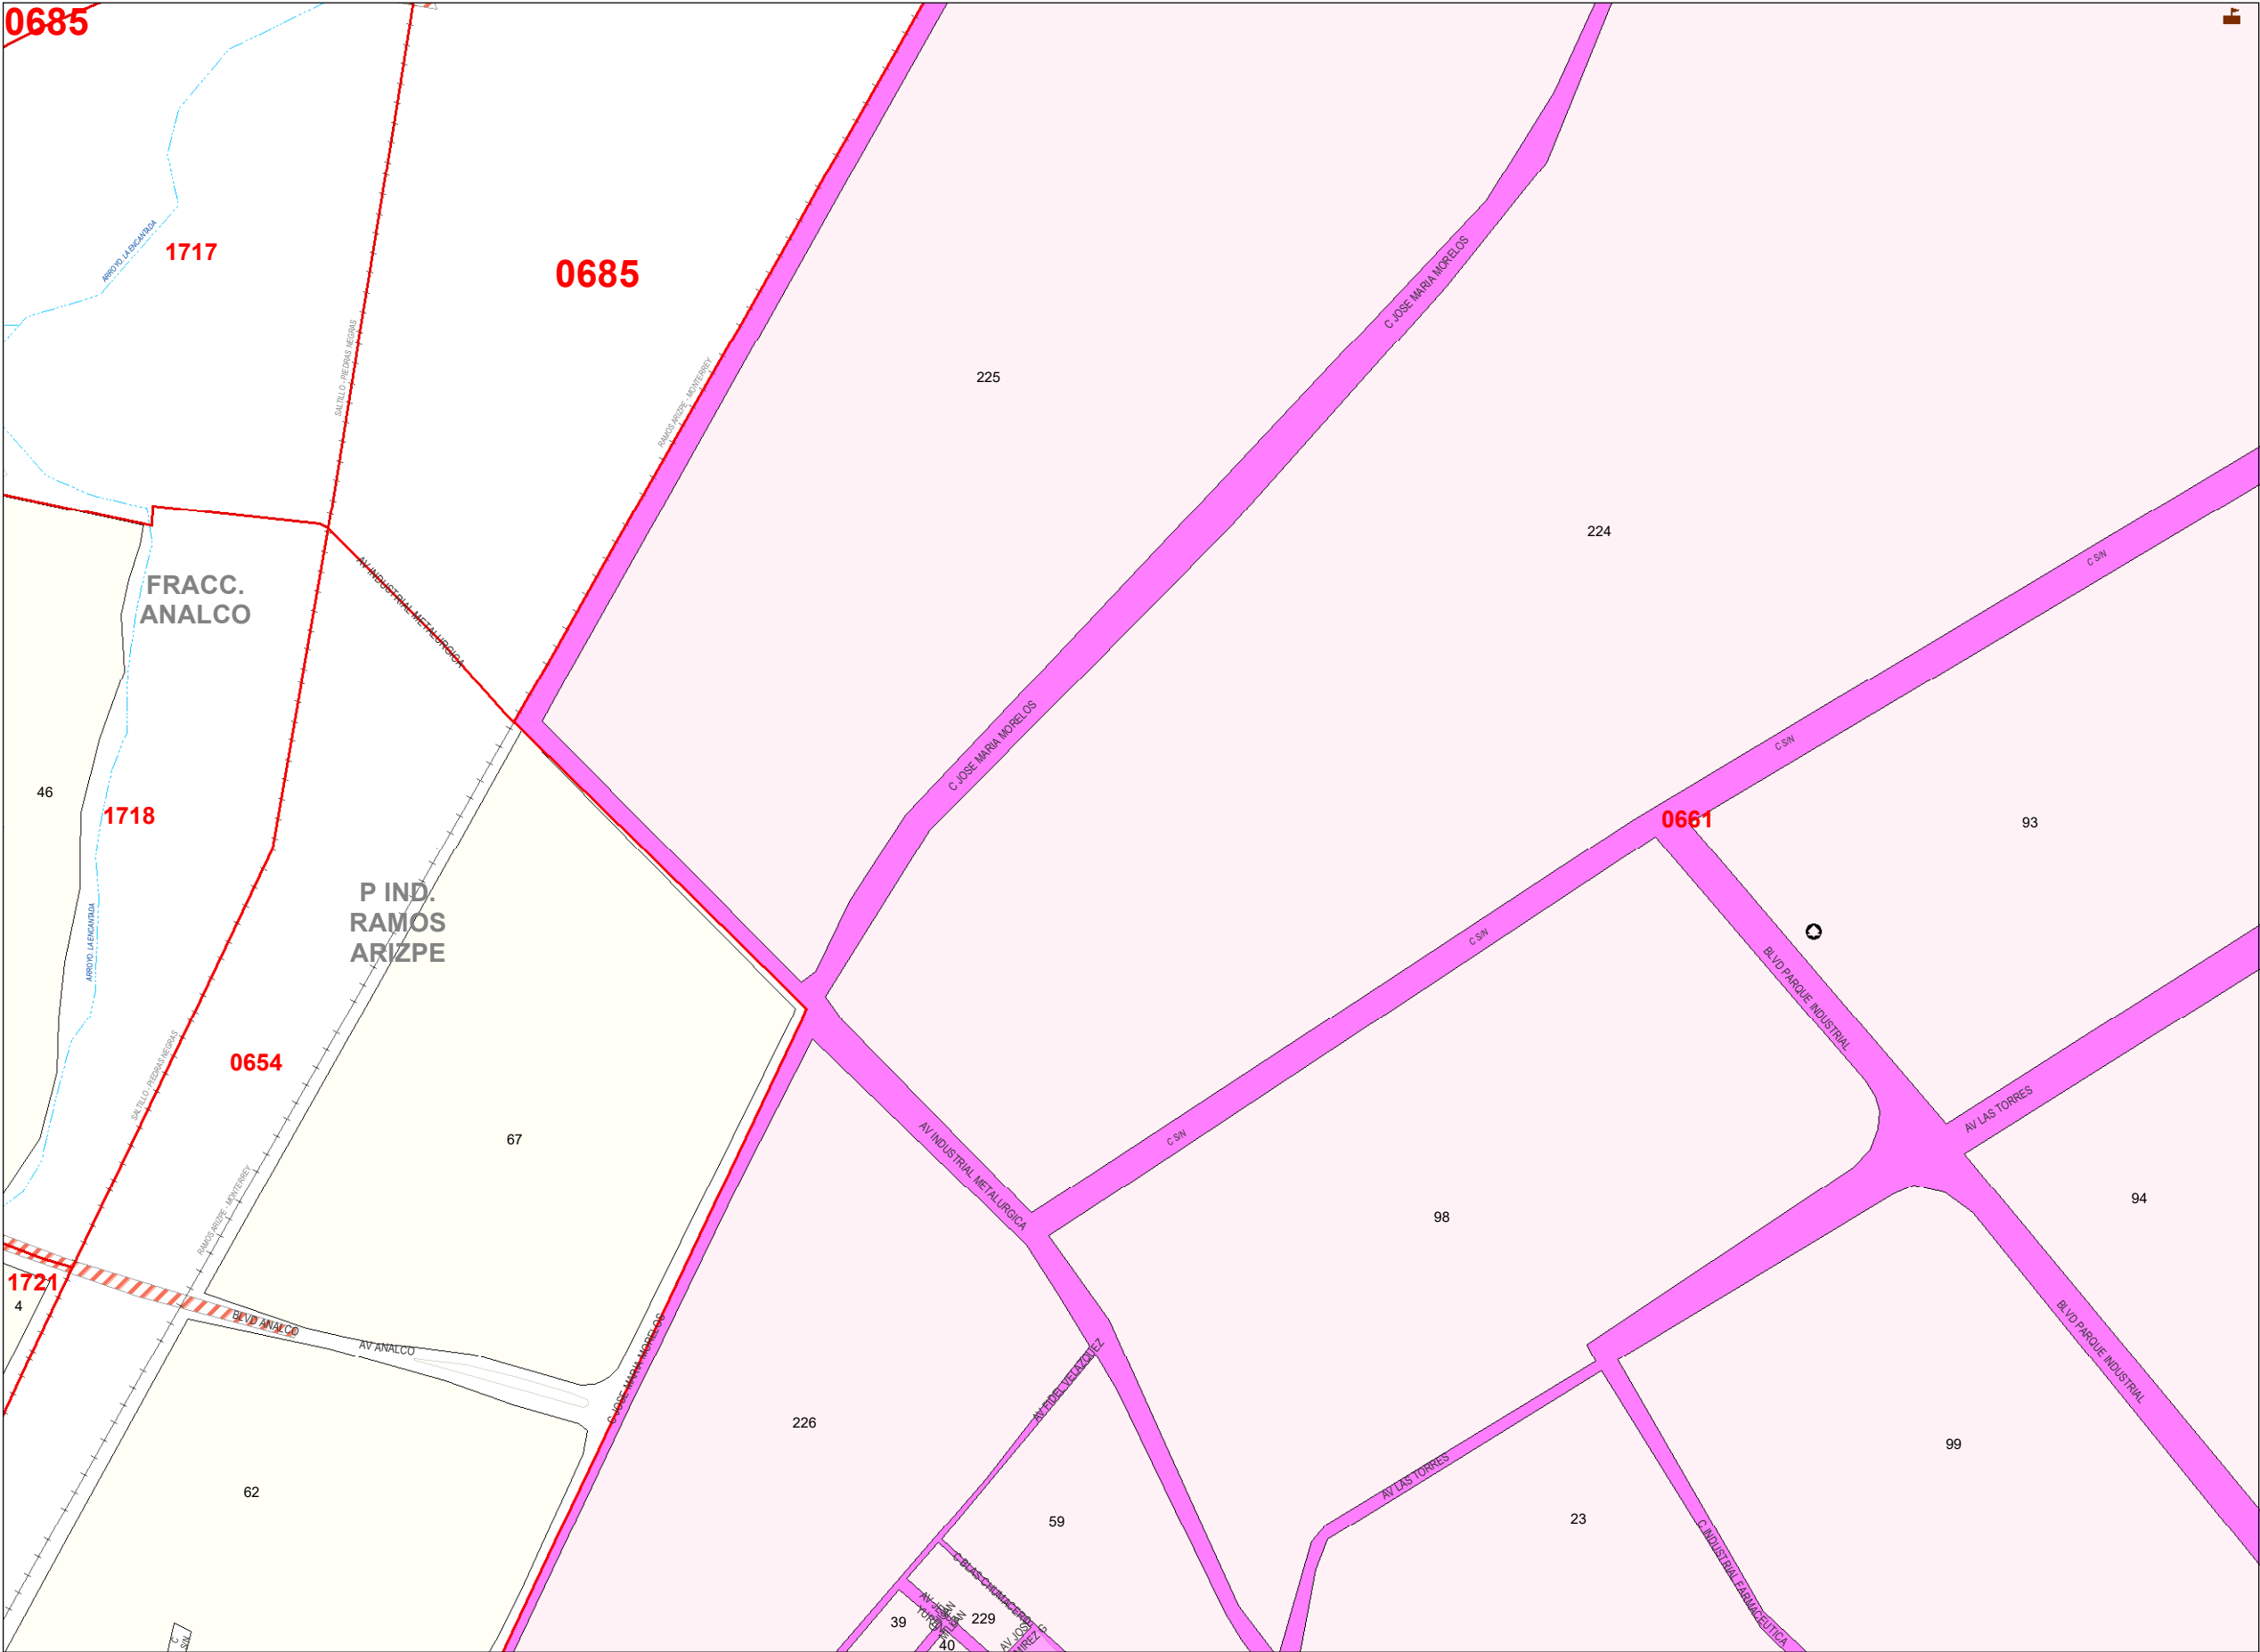 0685
ARROYO. LA ENCANTADA
1717
0685
SALTILLO - PIEDRAS NEGRAS
RAMOS ARIZPE - MONTERREY
225
C JOSE MARIA MORELOS
224
C S/N
FRACC.
ANALCO
AV INDUSTRIAL METALURGICA
C JOSE MARIA MORELOS
C S/N
46
1718
0661
93
P IND.
RAMOS
ARIZPE
ARROYO. LA ENCANTADA
C S/N
BLVD PARQUE INDUSTRIAL
0654
SALTILLO - PIEDRAS NEGRAS
67
C S/N
AV INDUSTRIAL METALURGICA
AV LAS TORRES
RAMOS ARIZPE - MONTERREY
98
94
1721
4
BLVD ANALCO
AV ANALCO
C JOSE MARIA MORELOS
AV FIDEL VELAZQUEZ
BLVD PARQUE INDUSTRIAL
226
99
62
AV LAS TORRES
59
23
C INDUSTRIAL FARMACEUTICA
C BLAS CHUMACERO
39
229
40
C
S/N